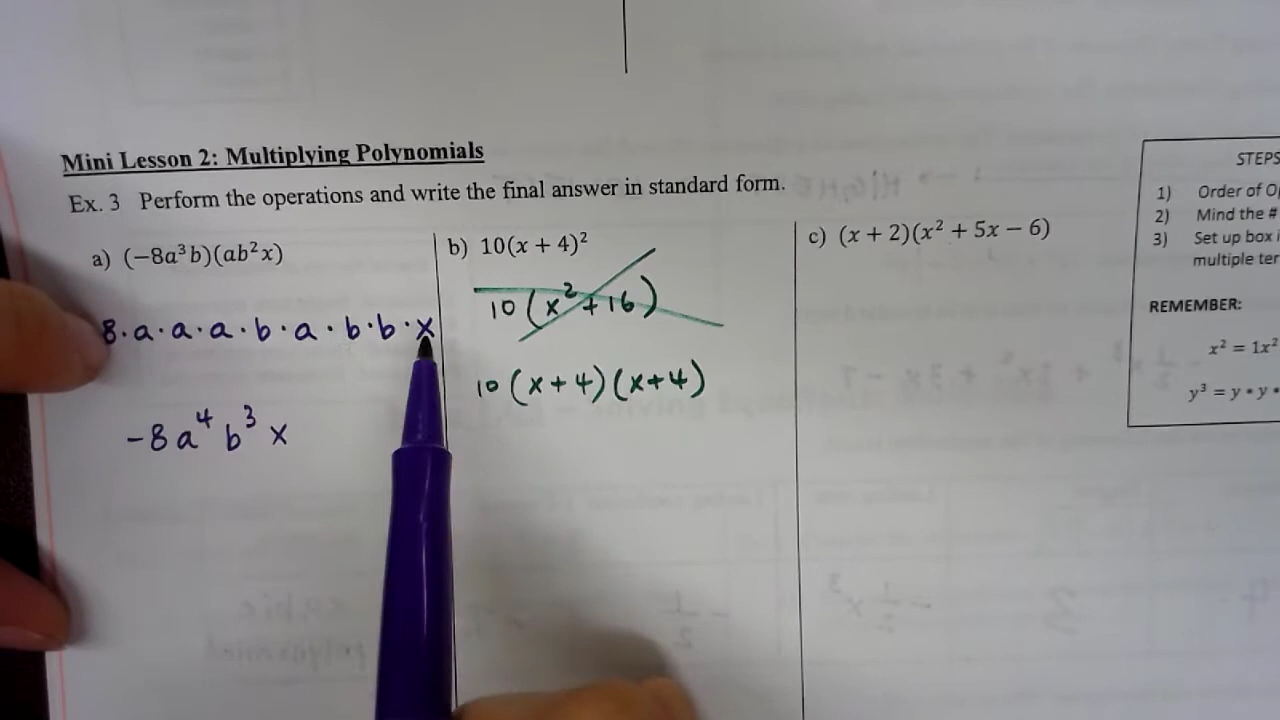 Mini Lesson 2: Multiplying Polynomials
Ex. 3 Perform the operations and write the final answer in standard form.
a) (−8a³b)(ab²x)
8·a·a·a·b·a·b·b·x
-8a⁴b³x
b) 10(x + 4)²
10(x²+16)
10(x+4)(x+4)
c) (x + 2)(x² + 5x − 6)
STEPS
1) Order of
2) Mind the #
3) Set up box
multiple
REMEMBER:
x² = 1x²
y³ = y • y •